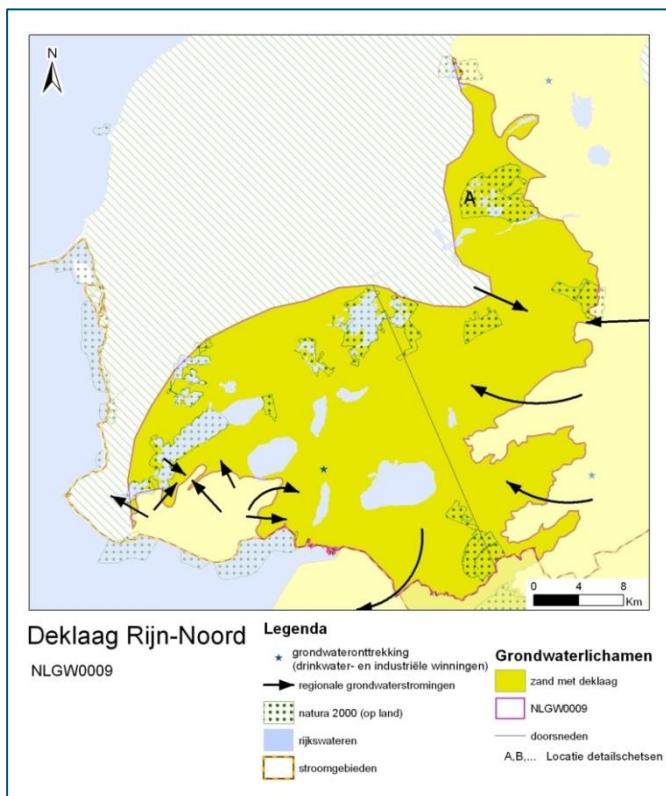 N
A
0 4 8
Km
Deklaag Rijn-Noord
NLGW0009
Legenda
grondwateronttrekking
(drinkwater- en industriële winningen)
regionale grondwaterstromingen
natura 2000 (op land)
rijkswateren
stroomgebieden
Grondwaterlichamen
zand met deklaag
NLGW0009
doorsneden
A,B,... Locatie detailschetsen